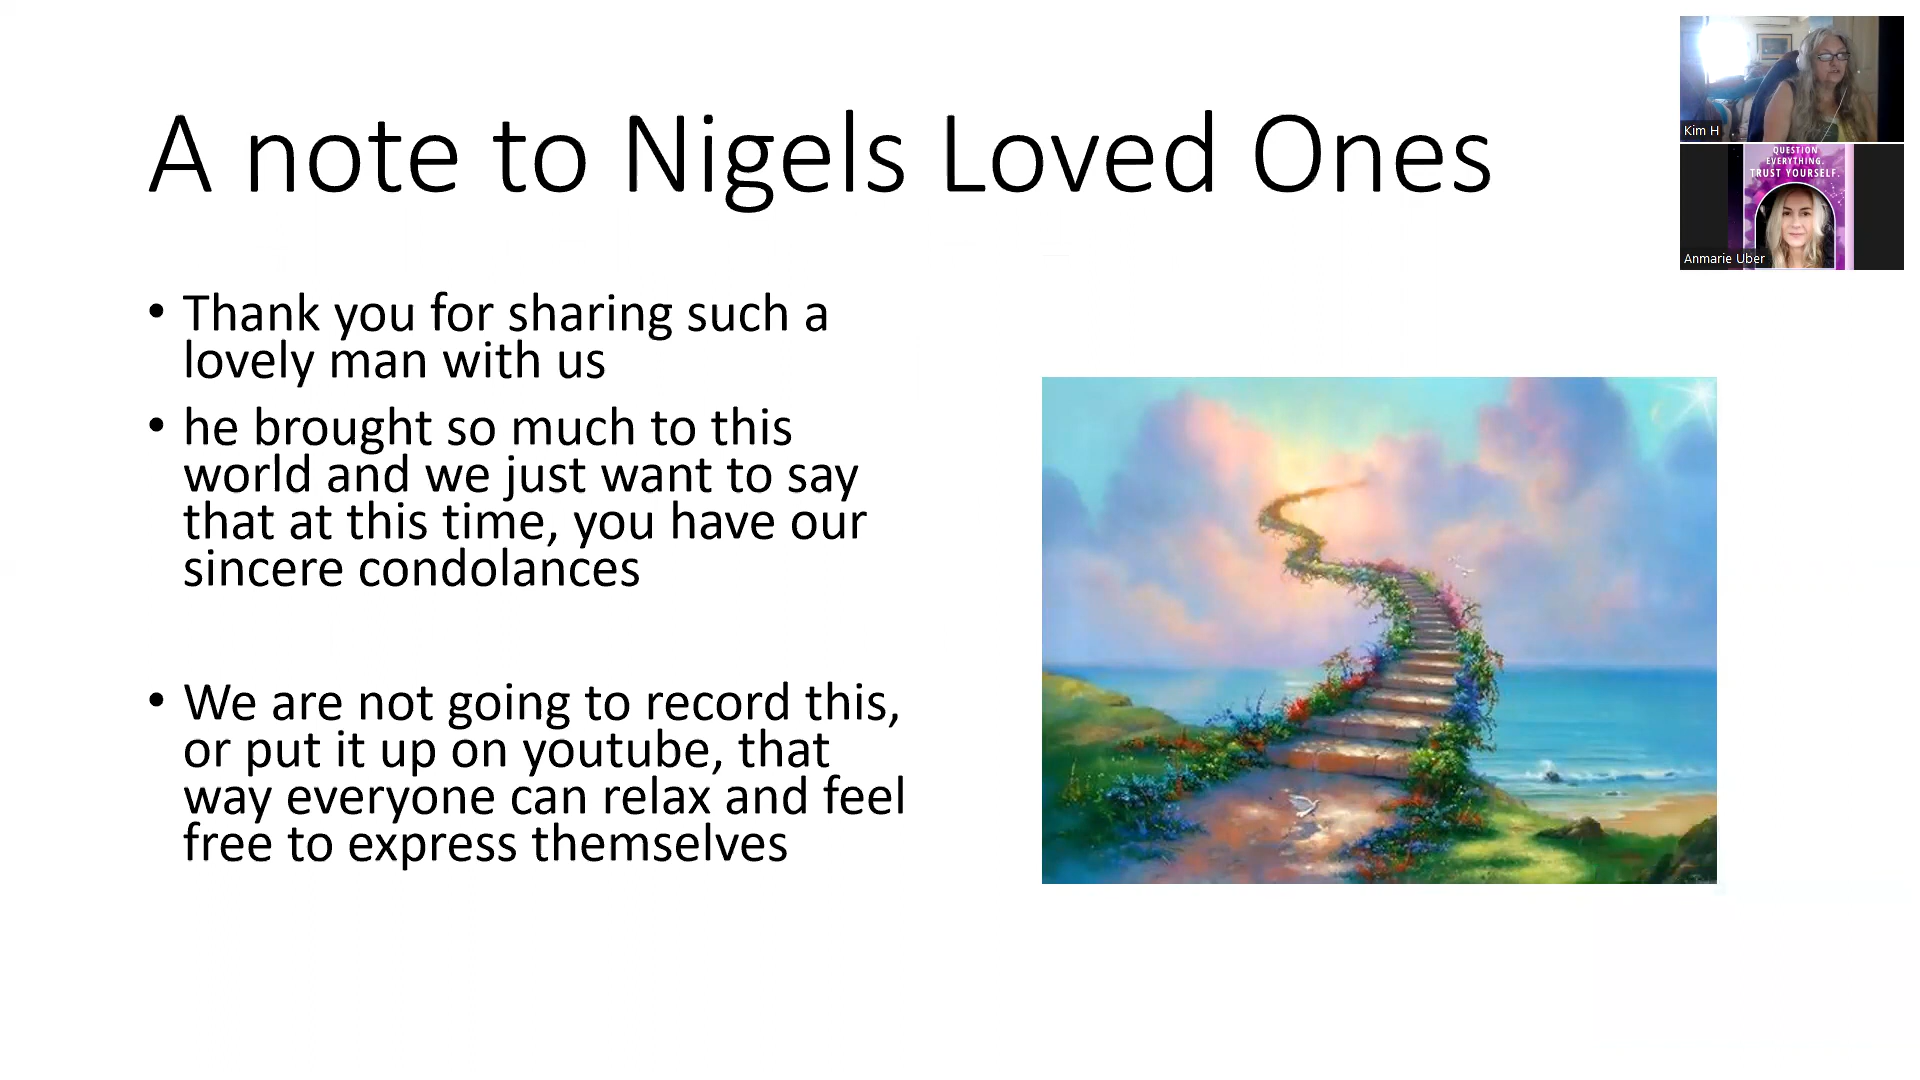 A note to Nigels Loved Ones
• Thank you for sharing such a
lovely man with us
• he brought so much to this
world and we just want to say
that at this time, you have our
sincere condolances
• We are not going to record this,
or put it up on youtube, that
way everyone can relax and feel
free to express themselves
Kim H
QUESTION
EVERYTHING.
TRUST YOURSELF.
Anmarie Uber